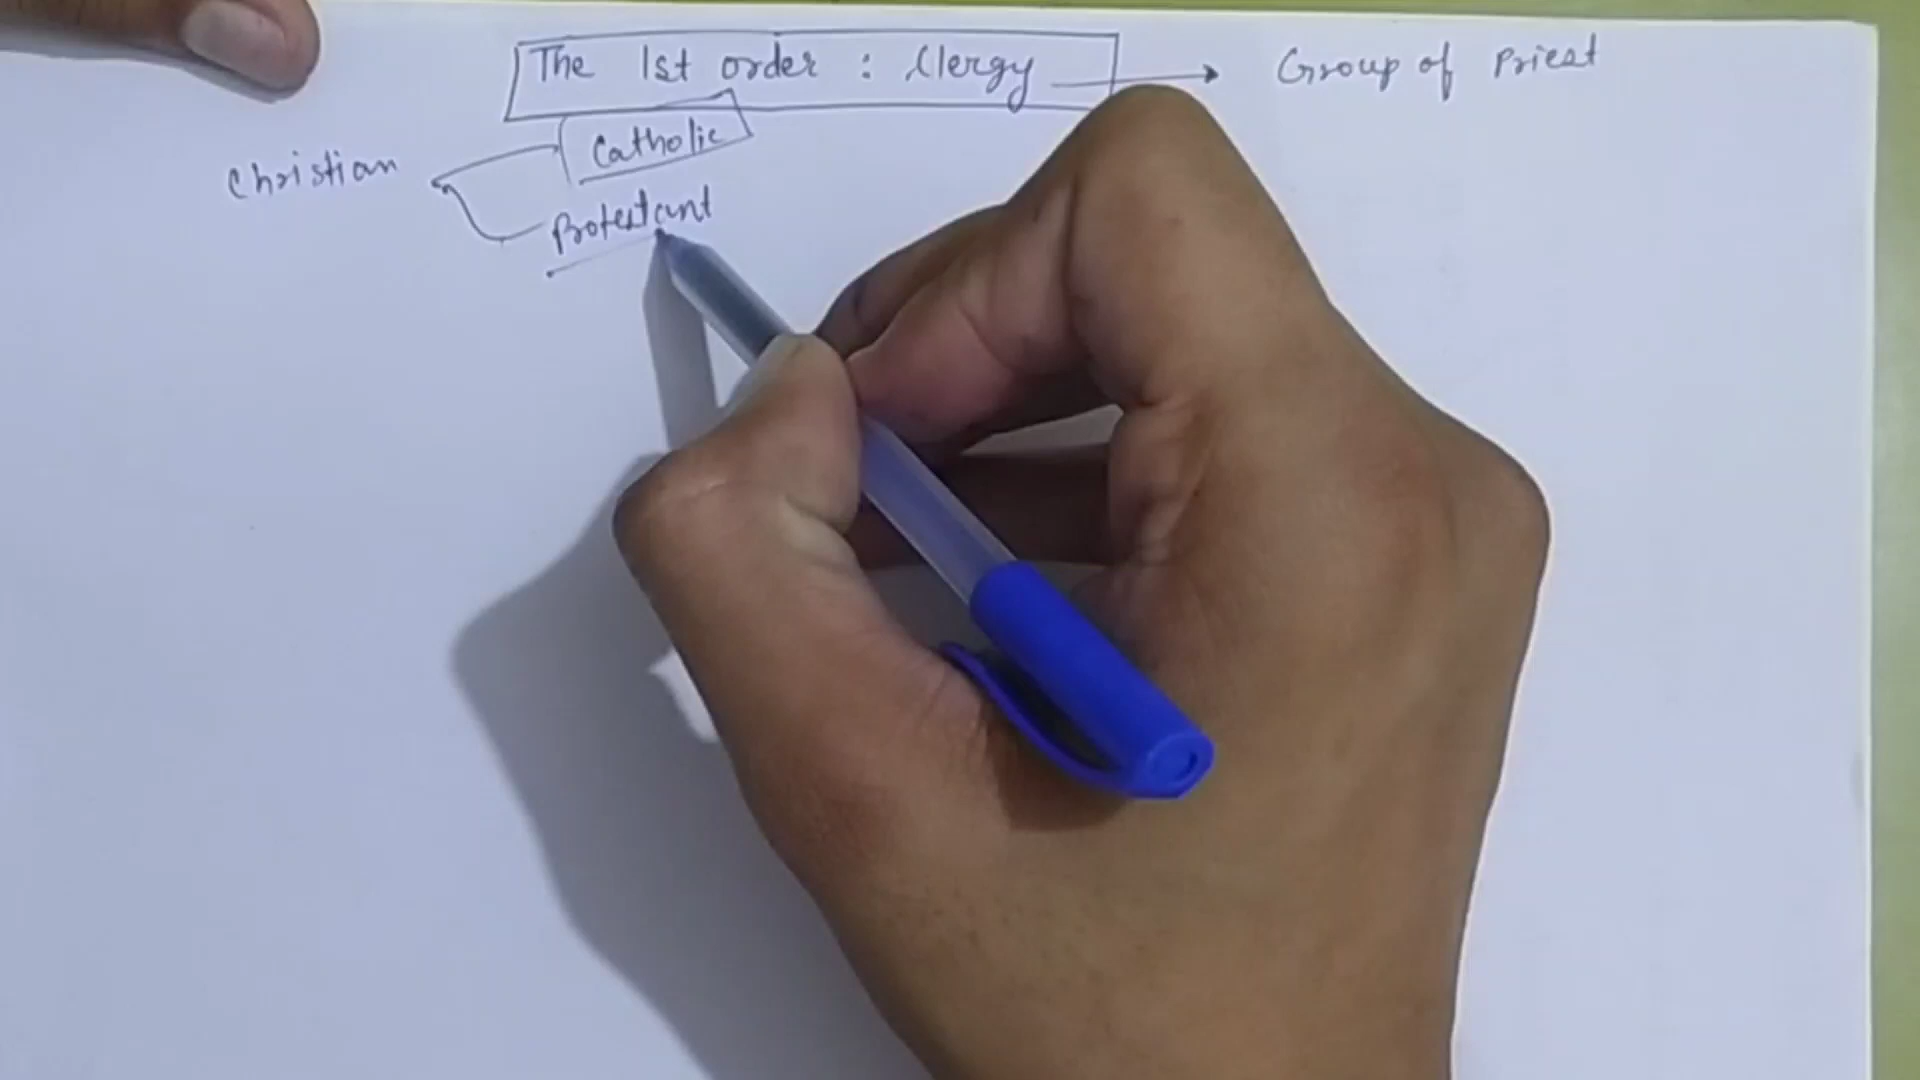 The 1st order : Clergy → Group of Priest
Catholic
Christian
Protestant